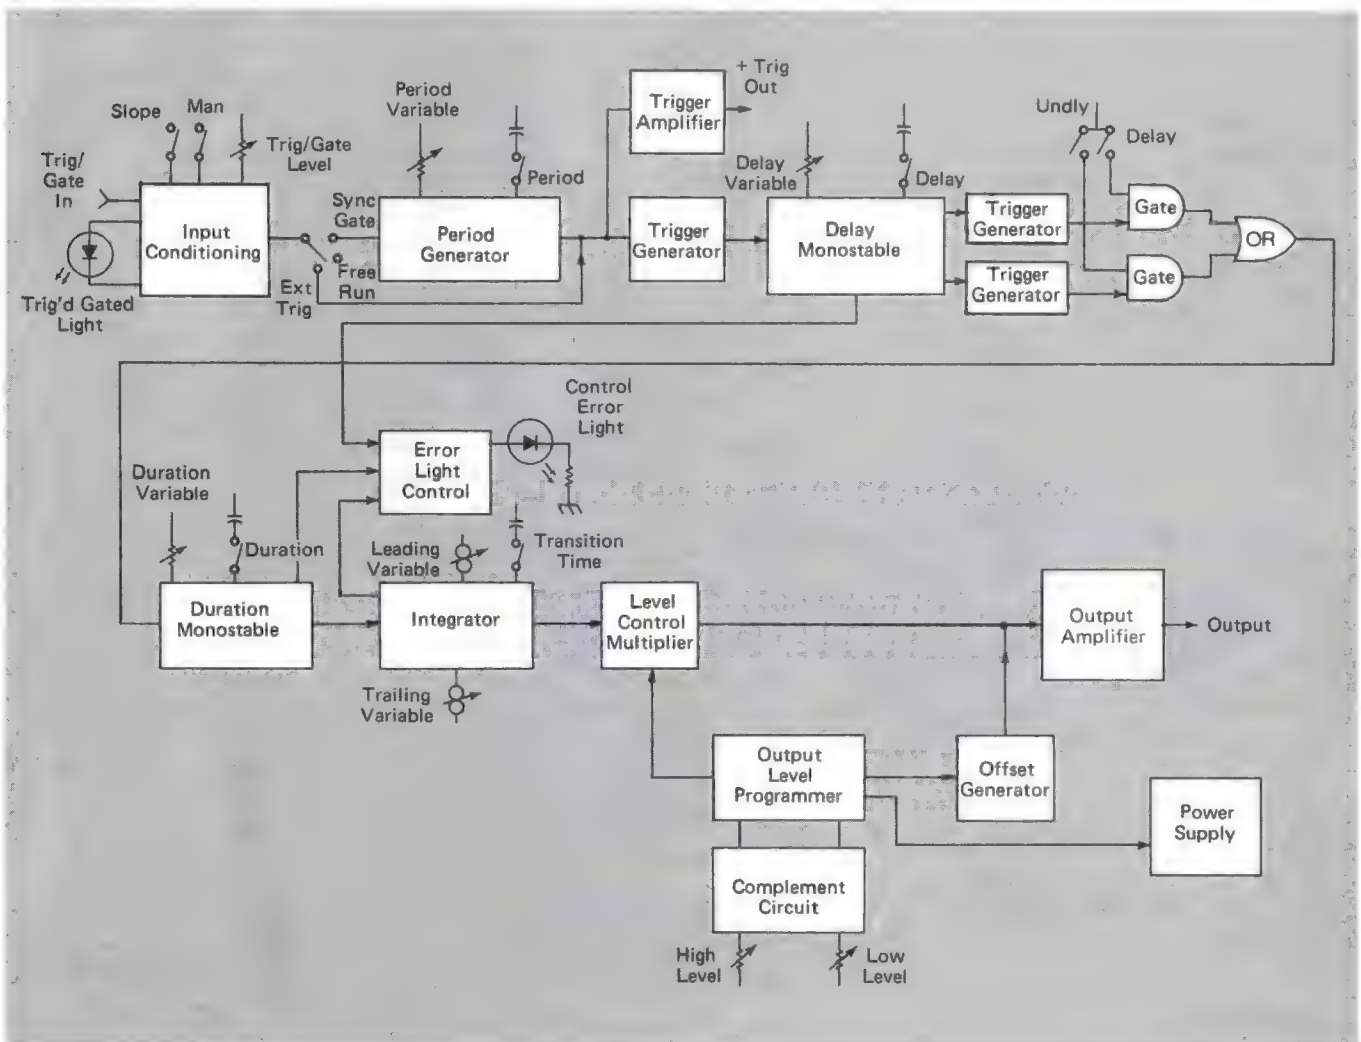 Slope
Man
Trig/Gate
Level
Trig/
Gate
In
Input
Conditioning
Trig'd Gated
Light
Sync
Gate
Free
Run
Ext
Trig
Period
Variable
Period
Period
Generator
Trigger
Amplifier
+ Trig
Out
Trigger
Generator
Delay
Variable
Delay
Delay
Monostable
Trigger
Generator
Trigger
Generator
Undly
Delay
Gate
Gate
OR
Control
Error
Light
Error
Light
Control
Duration
Variable
Duration
Duration
Monostable
Leading
Variable
Transition
Time
Integrator
Trailing
Variable
Level
Control
Multiplier
Output
Amplifier
Output
Output
Level
Programmer
Offset
Generator
Power
Supply
Complement
Circuit
High
Level
Low
Level